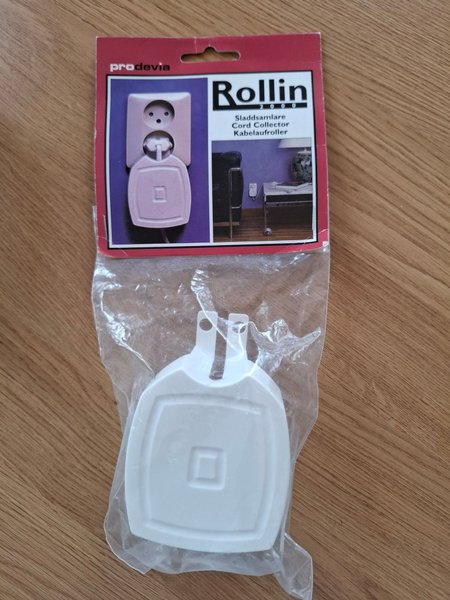 prodevia
Rollin
2000
Sladdsamlare
Cord Collector
Kabelaufroller